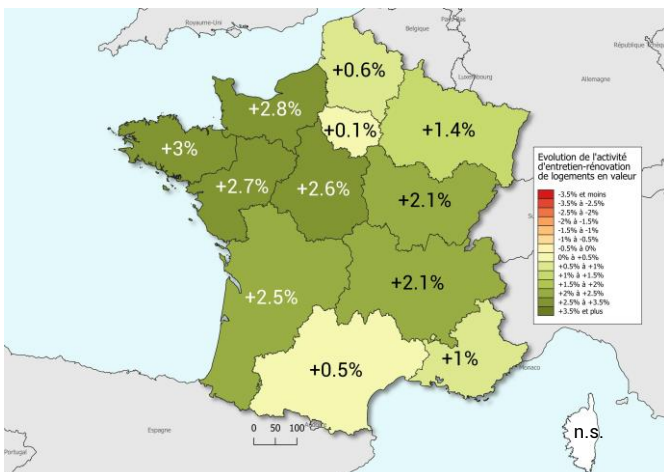 Royaume-Uni
Belgique
Luxembourg
Allemagne
+0.6%
+2.8%
+0.1%
+1.4%
+3%
+2.7%
+2.6%
+2.1%
+2.5%
+2.1%
+0.5%
+1%
Monaco
n.s.
Espagne
Portugal
0 50 100
Evolution de l'activité
d'entretien-rénovation
de logements en valeur
-3.5% et moins
-3.5% à -2.5%
-2.5% à -2%
-2% à -1.5%
-1.5% à -1%
-1% à -0.5%
-0.5% à 0%
0% à +0.5%
+0.5% à +1%
+1% à +1.5%
+1.5% à +2%
+2% à +2.5%
+2.5% à +3.5%
+3.5% et plus